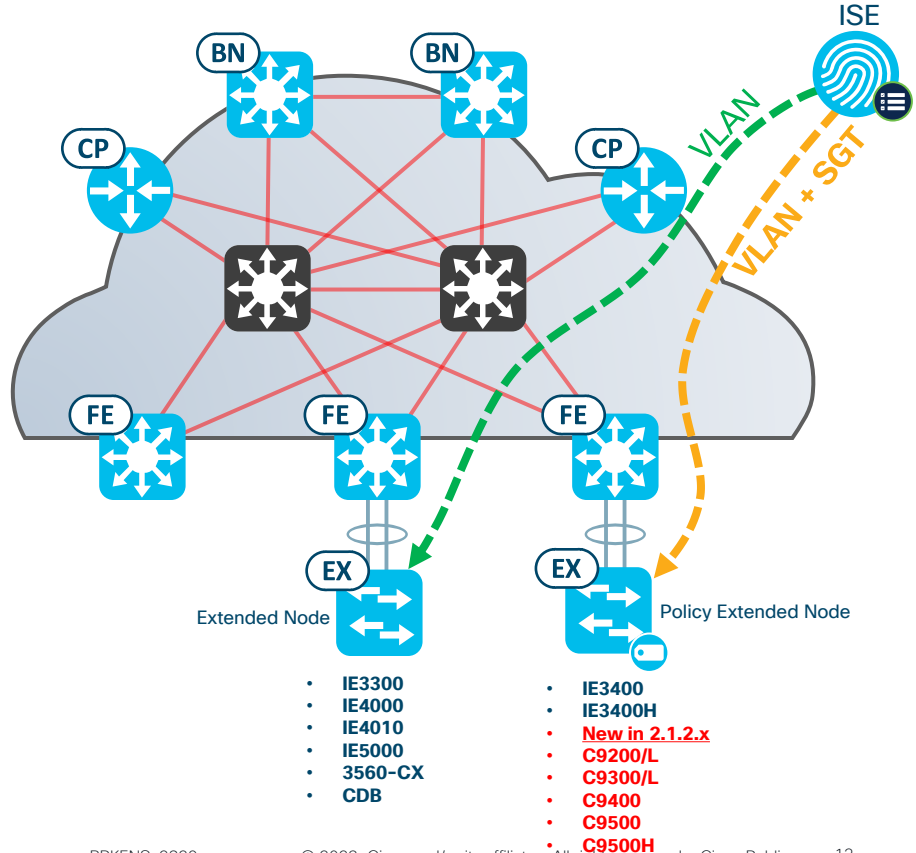 ISE
BN
BN
CP
CP
VLAN
VLAN + SGT
FE
FE
FE
EX
EX
Extended Node
Policy Extended Node
• IE3300
• IE4000
• IE4010
• IE5000
• 3560-CX
• CDB
• IE3400
• IE3400H
• New in 2.1.2.x
• C9200/L
• C9300/L
• C9400
• C9500
• C9500H
12